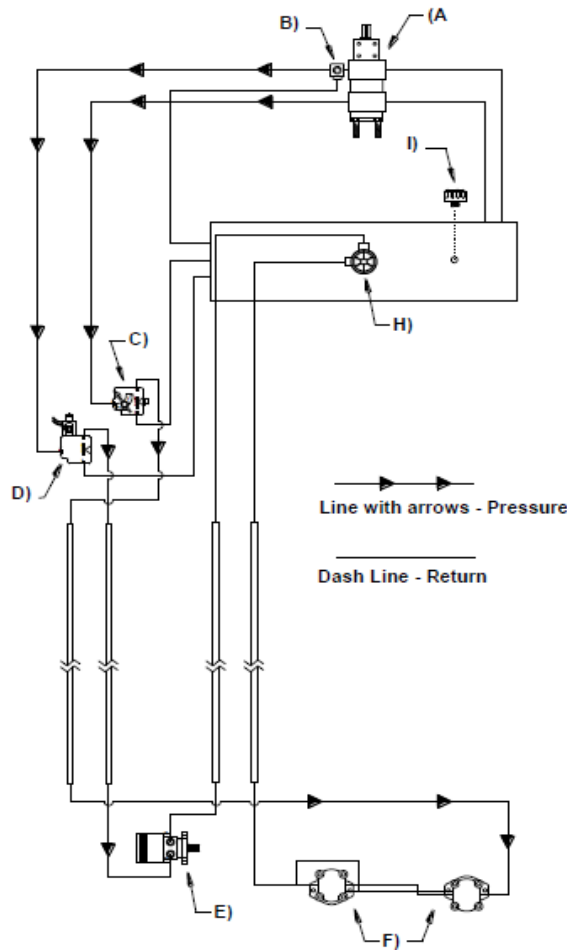 (A
B)
I)
H)
C)
D)
Line with arrows - Pressure
Dash Line - Return
E)
F)